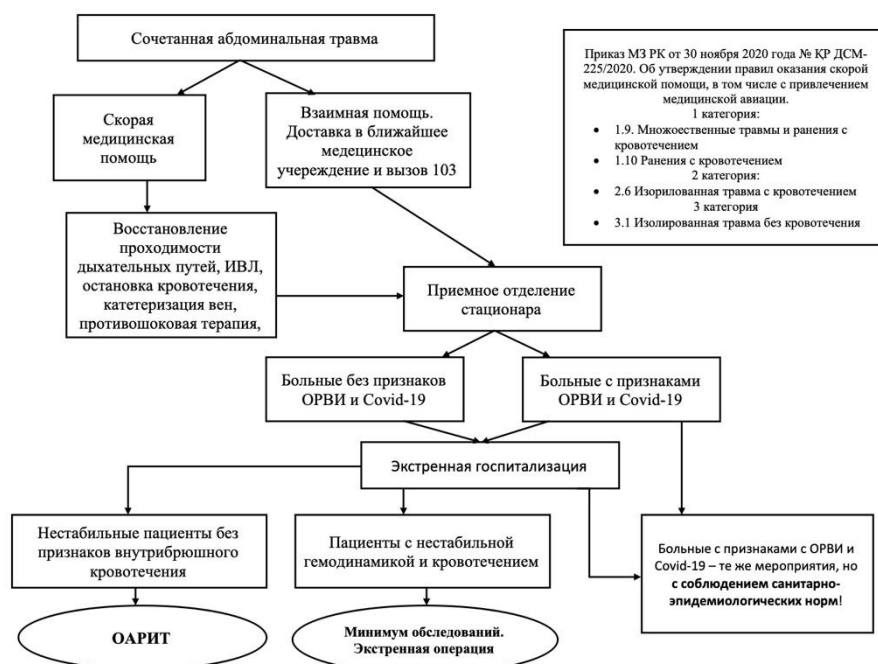 Сочетанная абдоминальная травма
Приказ МЗ РК от 30 ноября 2020 года № ҚР ДСМ-
225/2020. Об утверждении правил оказания скорой
медицинской помощи, в том числе с привлечением
медицинской авиации.
1 категория:
• 1.9. Множоественные травмы и ранения с
кровотечением
• 1.10 Ранения с кровотечением
2 категория:
• 2.6 Изорилованная травма с кровотечением
3 категория
• 3.1 Изолированная травма без кровотечения
Скорая
медицинская
помощь
Взаимная помощь.
Доставка в ближайшее
медецинское
учереждение и вызов 103
Восстановление
проходимости
дыхательных путей, ИВЛ,
остановка кровотечения,
катетеризация вен,
противошоковая терапия,
Приемное отделение
стационара
Больные без признаков
ОРВИ и Covid-19
Больные с признаками
ОРВИ и Covid-19
Экстренная госпитализация
Нестабильные пациенты без
признаков внутрибрюшного
кровотечения
Пациенты с нестабильной
гемодинамикой и кровотечением
Больные с признаками с ОРВИ и
Covid-19 – те же мероприятия, но
с соблюдением санитарно-
эпидемиологических норм!
ОАРИТ
Минимум обследований.
Экстренная операция